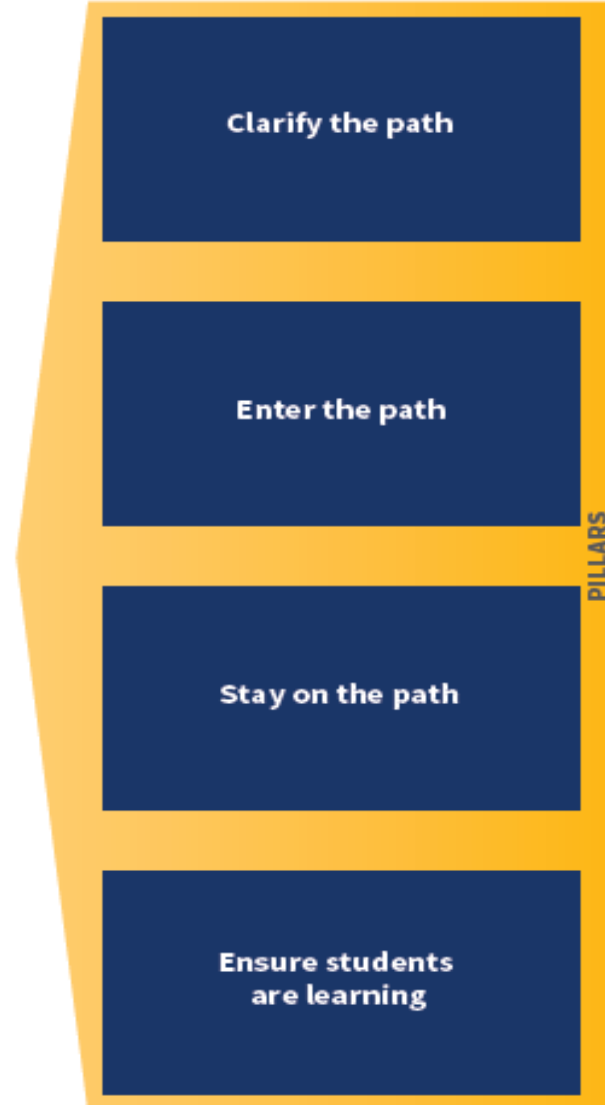 Clarify the path
Enter the path
PILLARS
Stay on the path
Ensure students
are learning